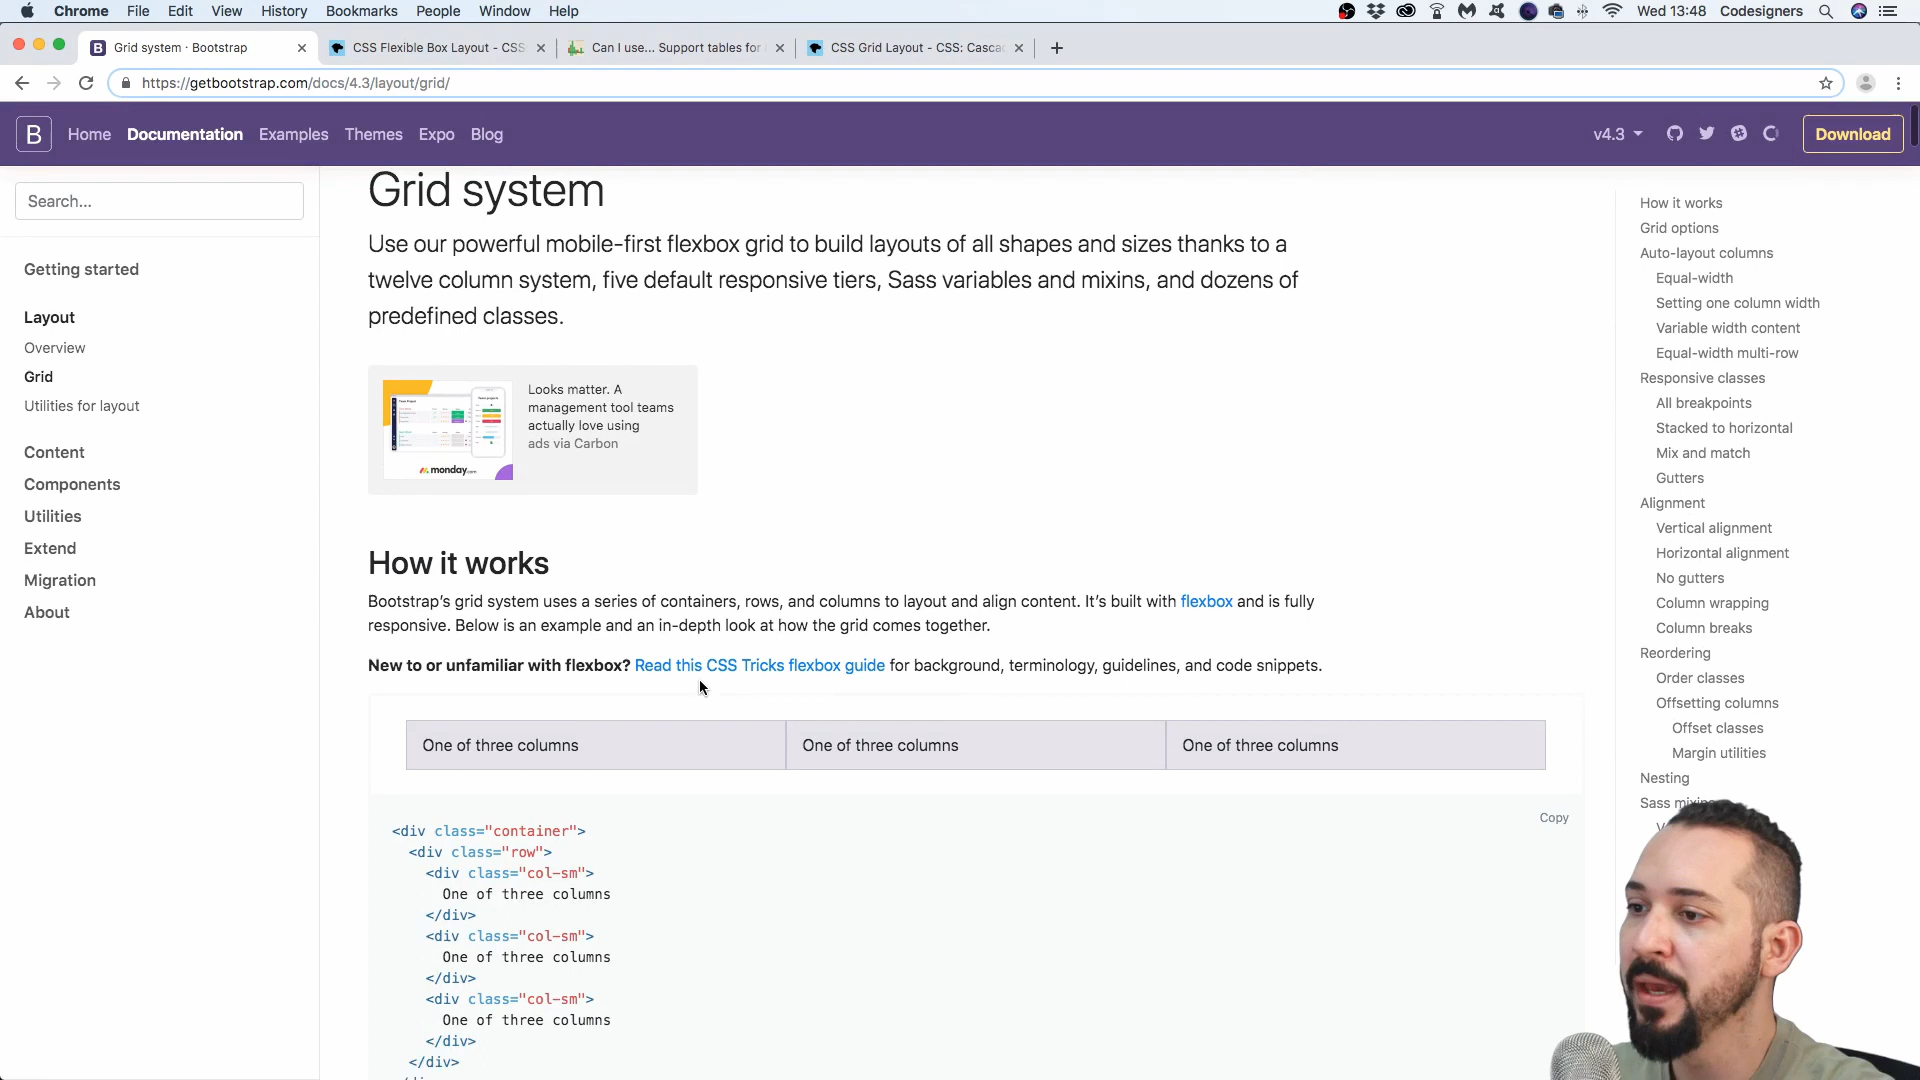 Chrome File Edit View History Bookmarks People Window Help
Wed 13:48 Codesigners
Grid system · Bootstrap
CSS Flexible Box Layout - CSS
Can I use... Support tables for
CSS Grid Layout - CSS: Casca
https://getbootstrap.com/docs/4.3/layout/grid/
B Home Documentation Examples Themes Expo Blog
v4.3
Download
Search...
Getting started
Layout
Overview
Grid
Utilities for layout
Content
Components
Utilities
Extend
Migration
About
Grid system
Use our powerful mobile-first flexbox grid to build layouts of all shapes and sizes thanks to a
twelve column system, five default responsive tiers, Sass variables and mixins, and dozens of
predefined classes.
monday.com
Looks matter. A
management tool teams
actually love using
ads via Carbon
How it works
Bootstrap's grid system uses a series of containers, rows, and columns to layout and align content. It's built with flexbox and is fully
responsive. Below is an example and an in-depth look at how the grid comes together.
New to or unfamiliar with flexbox? Read this CSS Tricks flexbox guide for background, terminology, guidelines, and code snippets.
One of three columns One of three columns One of three columns
Copy
<div class="container">
<div class="row">
<div class="col-sm">
One of three columns
</div>
<div class="col-sm">
One of three columns
</div>
<div class="col-sm">
One of three columns
</div>
</div>
How it works
Grid options
Auto-layout columns
Equal-width
Setting one column width
Variable width content
Equal-width multi-row
Responsive classes
All breakpoints
Stacked to horizontal
Mix and match
Gutters
Alignment
Vertical alignment
Horizontal alignment
No gutters
Column wrapping
Column breaks
Reordering
Order classes
Offsetting columns
Offset classes
Margin utilities
Nesting
Sass mixins